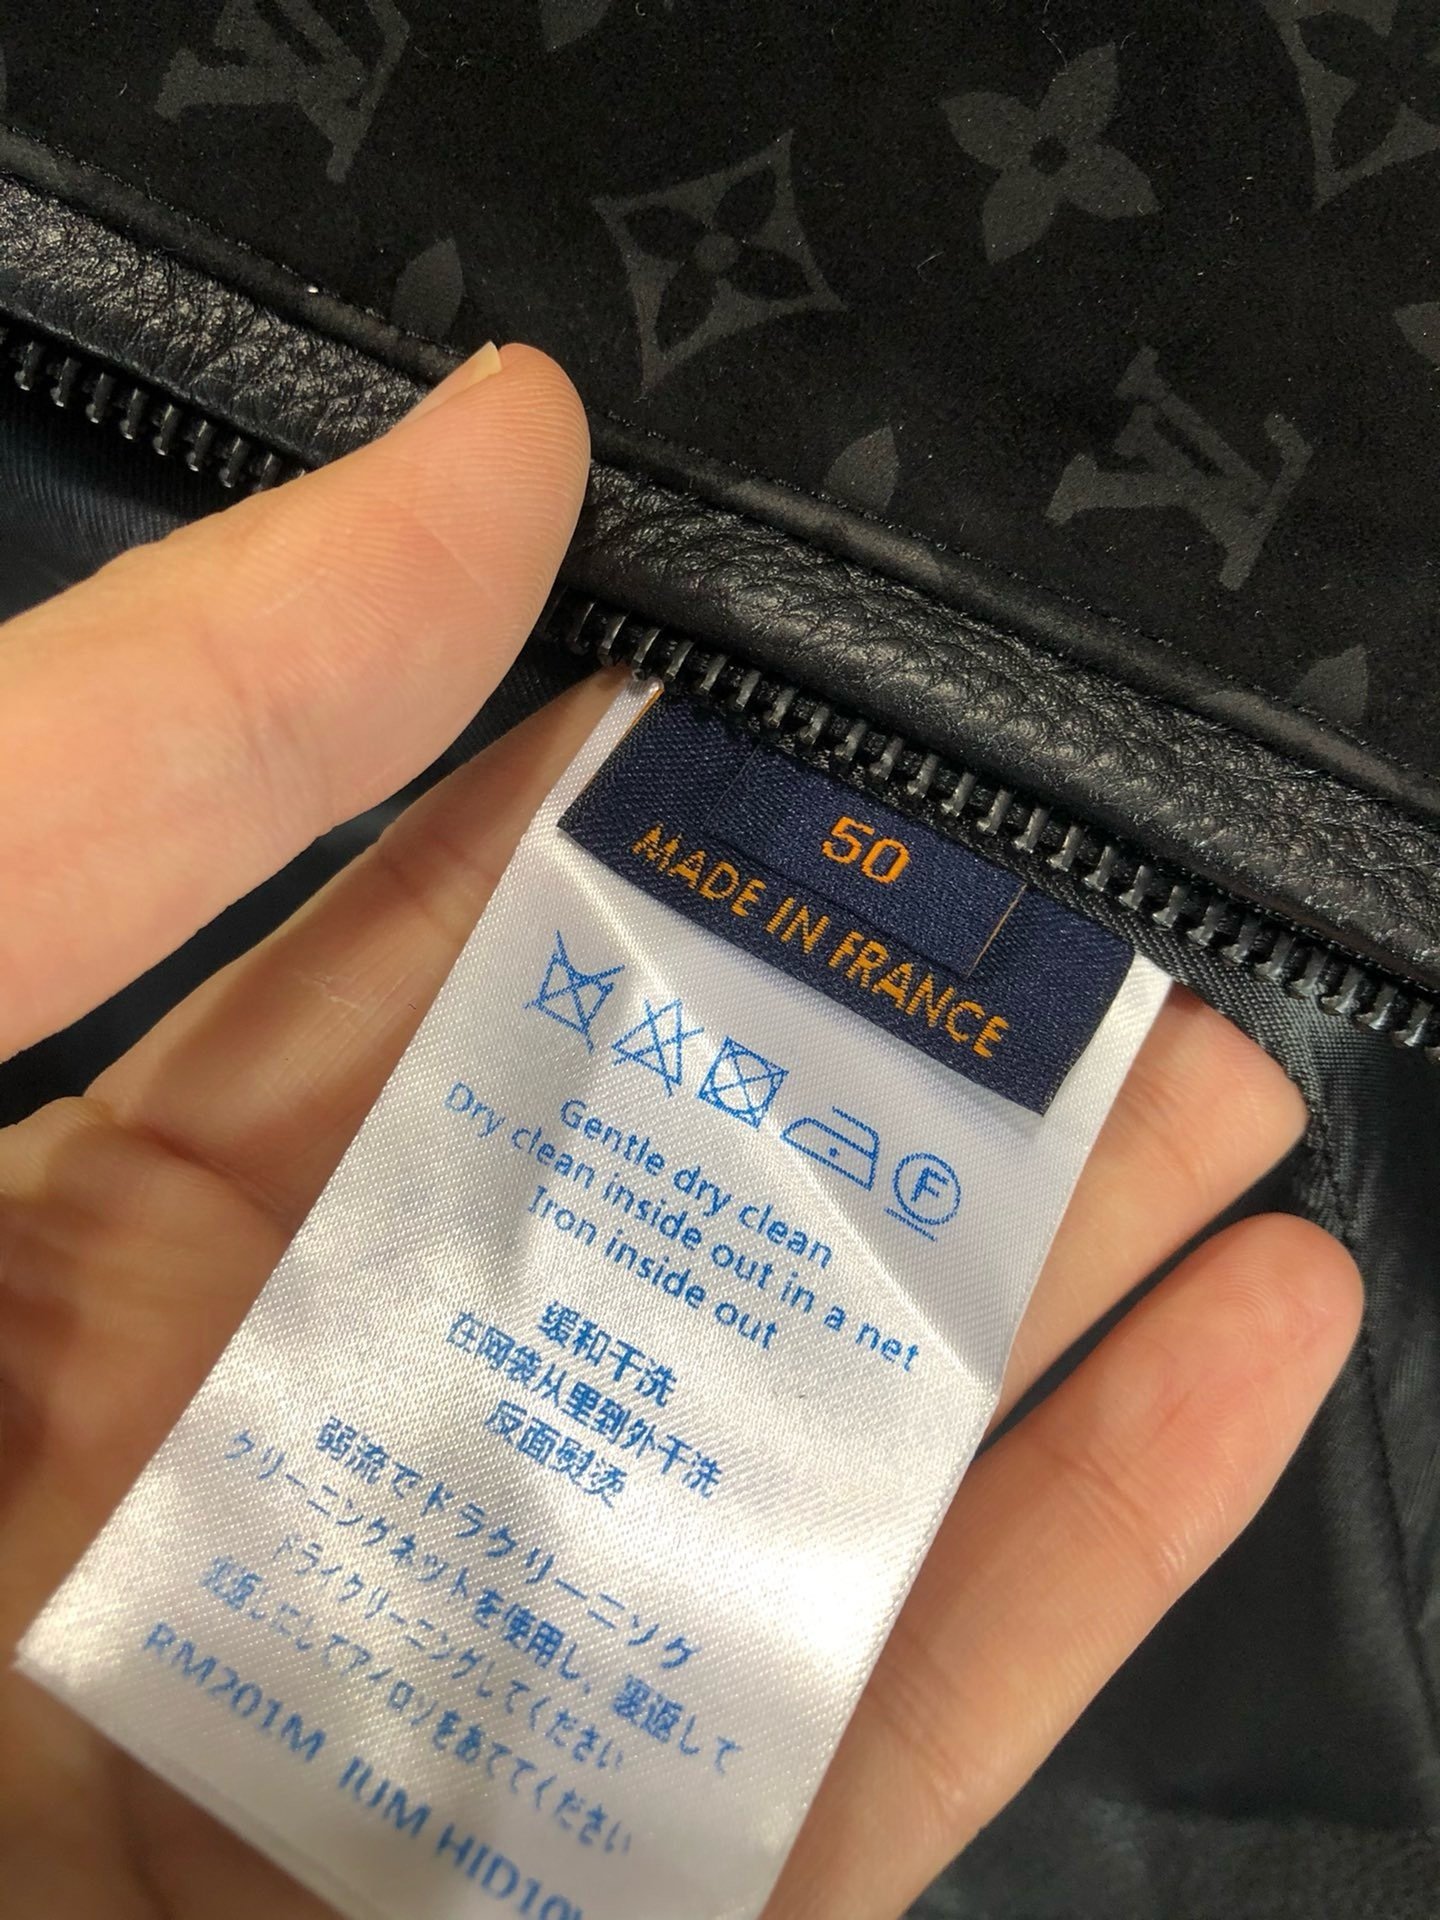 50
MADE IN FRANCE
F
Gentle dry clean
Dry clean inside out in a net
Iron inside out
缓和干洗
在网袋从里到外干洗
反面熨烫
弱流でドラクリーニング
クリーニングネットを使用し、裏返して
ドライクリーニングしてください
裏返しにしてアイロンをあててください
RM201M IUM HID10